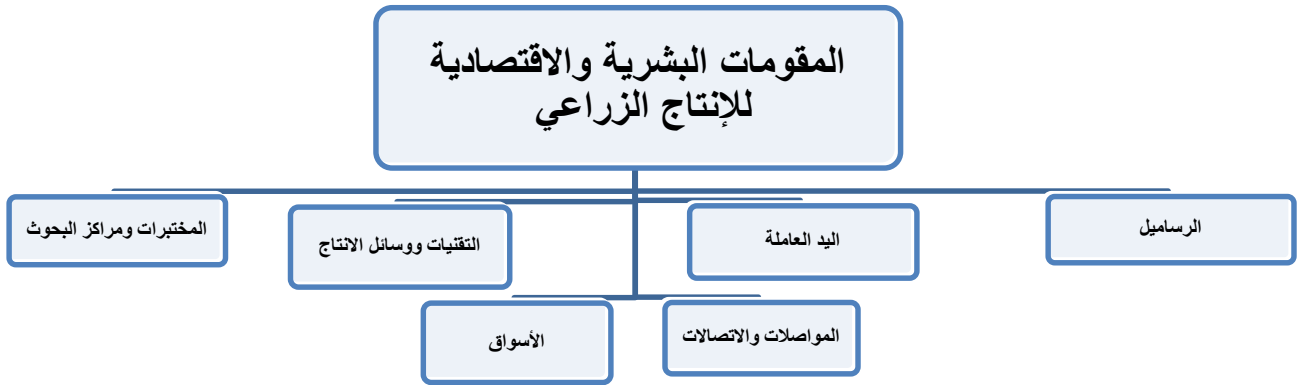 المقومات البشرية والاقتصادية
للإنتاج الزراعي
الرساميل
اليد العاملة
التقنيات ووسائل الانتاج
المختبرات ومراكز البحوث
المواصلات والاتصالات
الأسواق